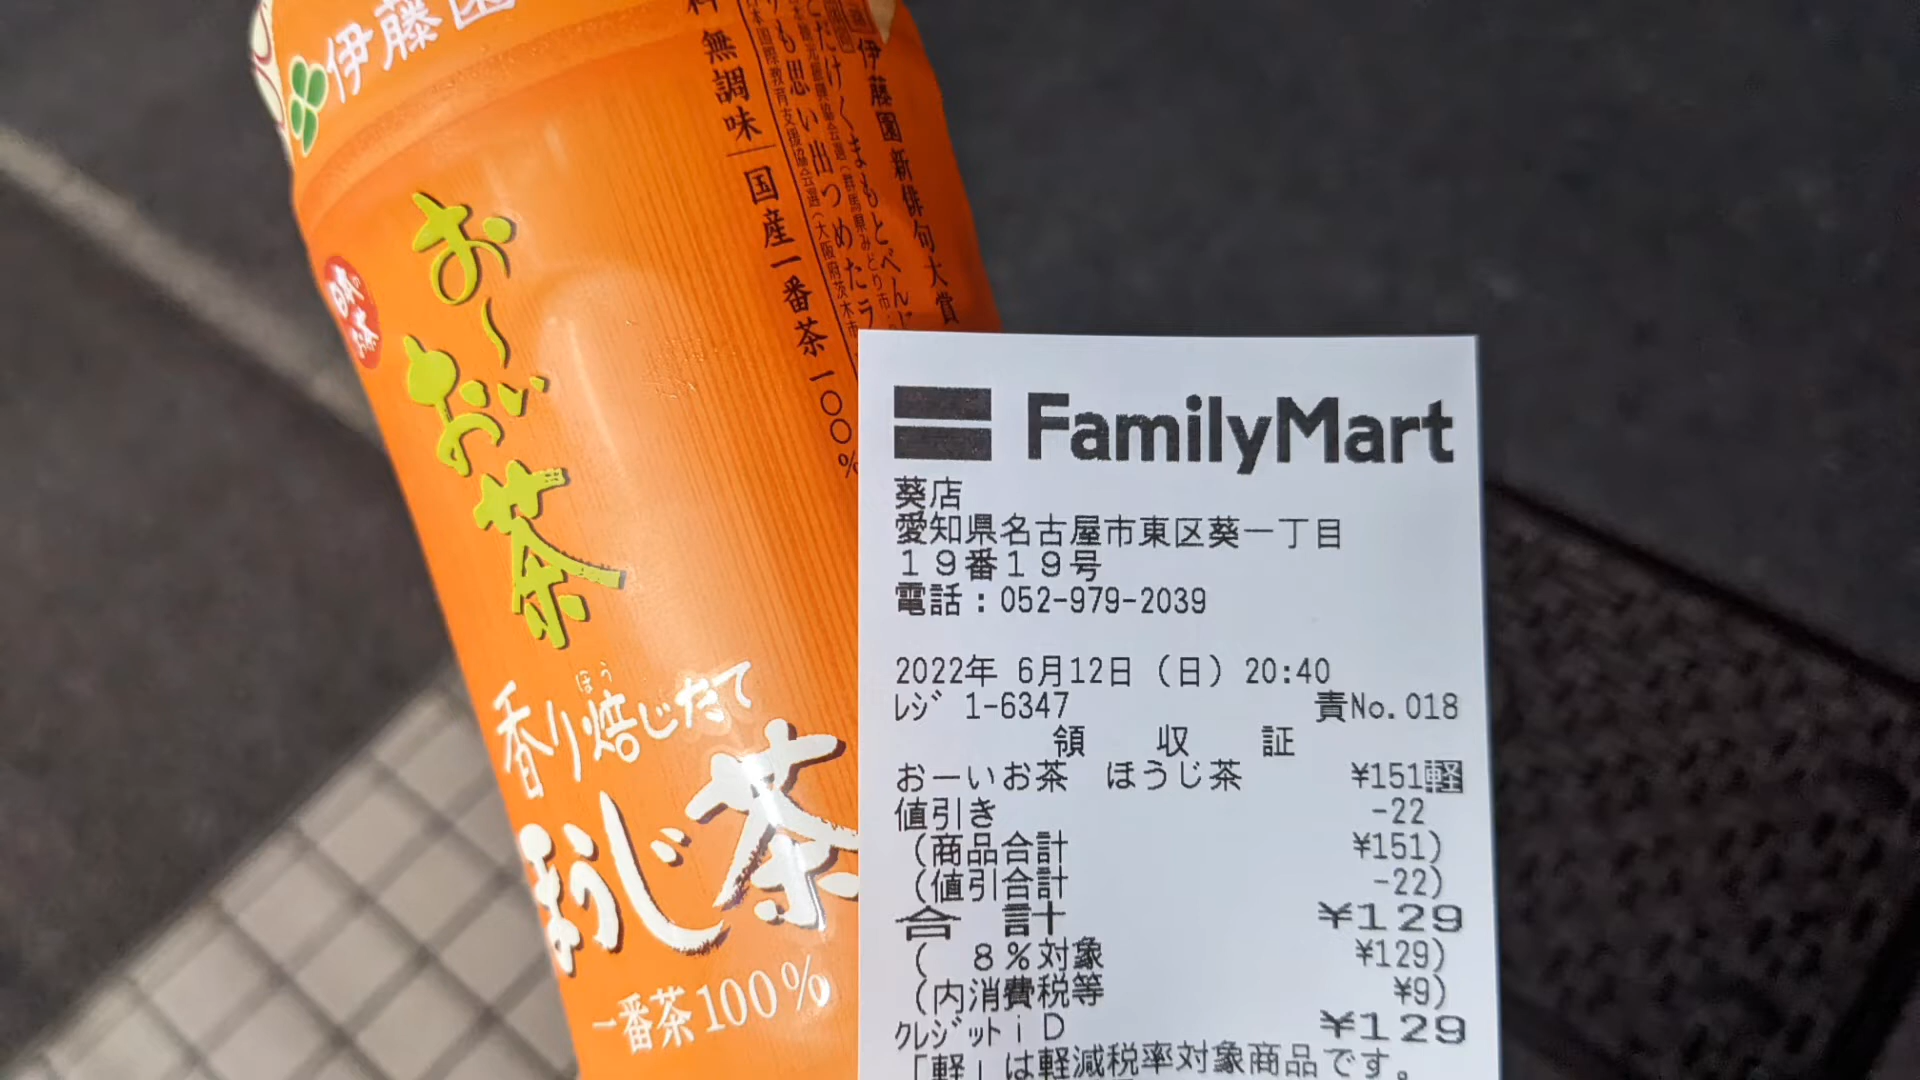 伊藤園
お～いお茶
日本のお茶
香り焙じたて
ほう
ほうじ茶
一番茶100%
無調味 国産一番茶一〇〇%
伊藤園新俳句大賞
FamilyMart
葵店
愛知県名古屋市東区葵一丁目
19番19号
電話:052-979-2039
2022年 6月12日(日) 20:40
レジ 1-6347 責No.018
領 収 証
おーいお茶 ほうじ茶 ¥151軽
値引き -22
(商品合計 ¥151)
(値引合計 -22)
合 計 ¥129
( 8%対象 ¥129)
(内消費税等 ¥9)
クレジットiD ¥129
「軽」は軽減税率対象商品です。